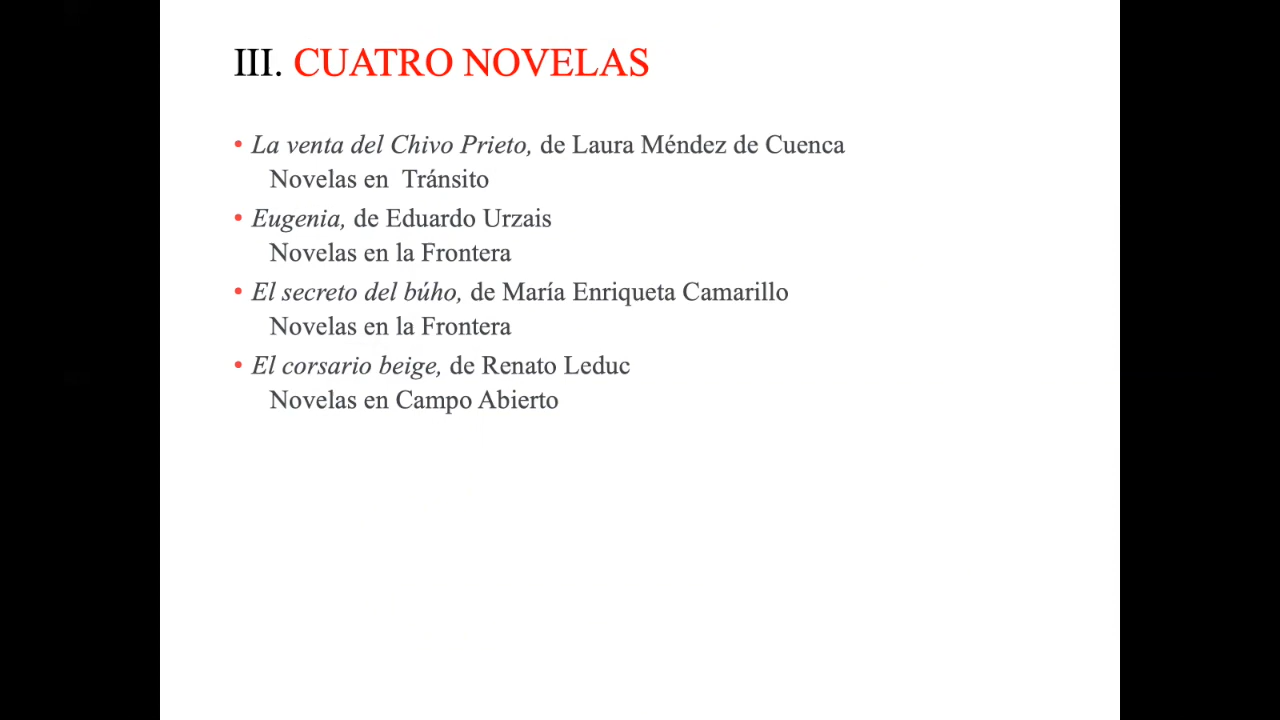 III. CUATRO NOVELAS
• La venta del Chivo Prieto, de Laura Méndez de Cuenca
Novelas en  Tránsito
• Eugenia, de Eduardo Urzais
Novelas en la Frontera
• El secreto del búho, de María Enriqueta Camarillo
Novelas en la Frontera
• El corsario beige, de Renato Leduc
Novelas en Campo Abierto